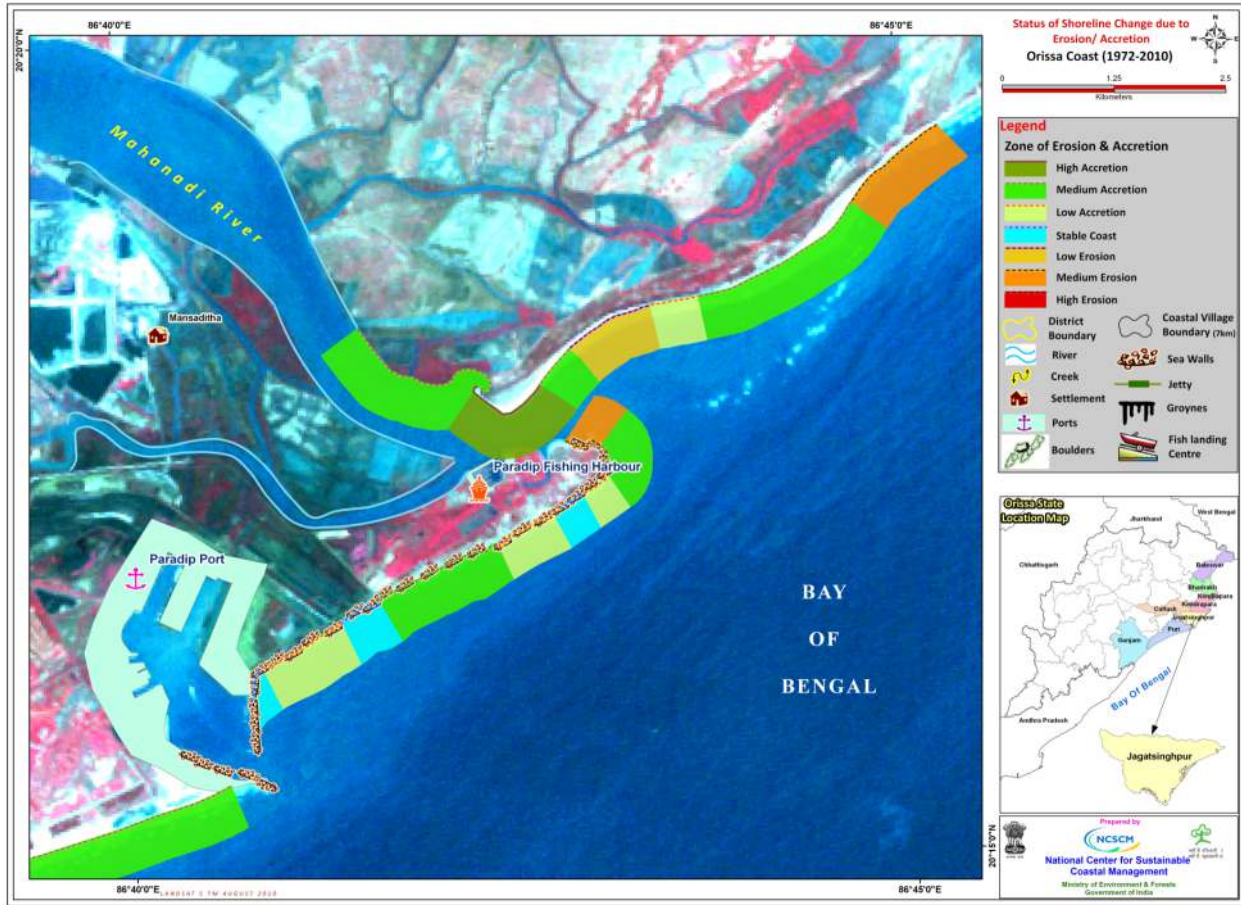 86°40'0"E
86°45'0"E
20°20'0"N
Mahanadi River
Mansaditha
Paradip Fishing Harbour
Paradip Port
BAY
OF
BENGAL
20°15'0"N
86°40'0"E
LANDSAT 5 TM AUGUST 2010
86°45'0"E
Status of Shoreline Change due to
Erosion/ Accretion
Orissa Coast (1972-2010)
N
W
E
S
0
1.25
2.5
Kilometers
Legend
Zone of Erosion & Accretion
High Accretion
Medium Accretion
Low Accretion
Stable Coast
Low Erosion
Medium Erosion
High Erosion
District
Boundary
River
Creek
Settlement
Ports
Boulders
Coastal Village
Boundary (7km)
Sea Walls
Jetty
Groynes
Fish landing
Centre
Orissa State
Location Map
West Bengal
Jharkhand
Chhattisgarh
Baleswar
Bhadrakh
Kendrapara
Kendrapara
Cuttack
Jagatsinghpur
Puri
Ganjam
Bay Of Bengal
Andhra Pradesh
Jagatsinghpur
Prepared by
NCSCM
National Center for Sustainable
Coastal Management
Ministry of Environment & Forests
Government of India